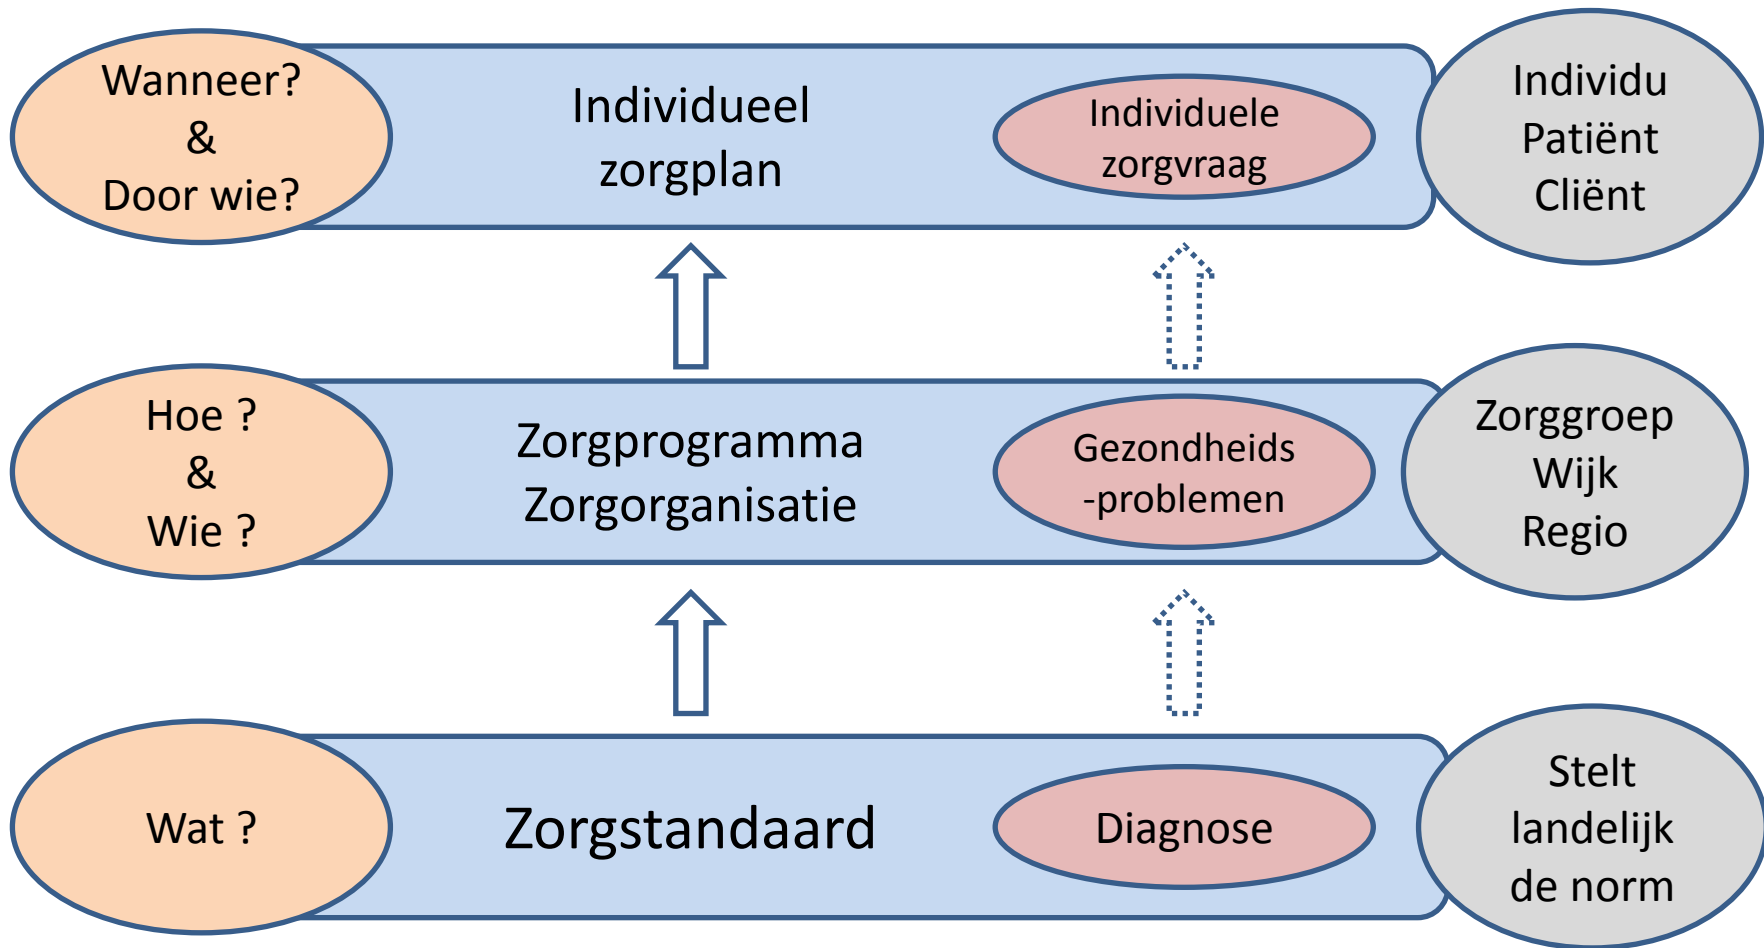 Wanneer?
&
Door wie?
Individueel
zorgplan
Individuele
zorgvraag
Individu
Patiënt
Cliënt
Hoe ?
&
Wie ?
Zorgprogramma
Zorgorganisatie
Gezondheids
-problemen
Zorggroep
Wijk
Regio
Wat ?
Zorgstandaard
Diagnose
Stelt
landelijk
de norm